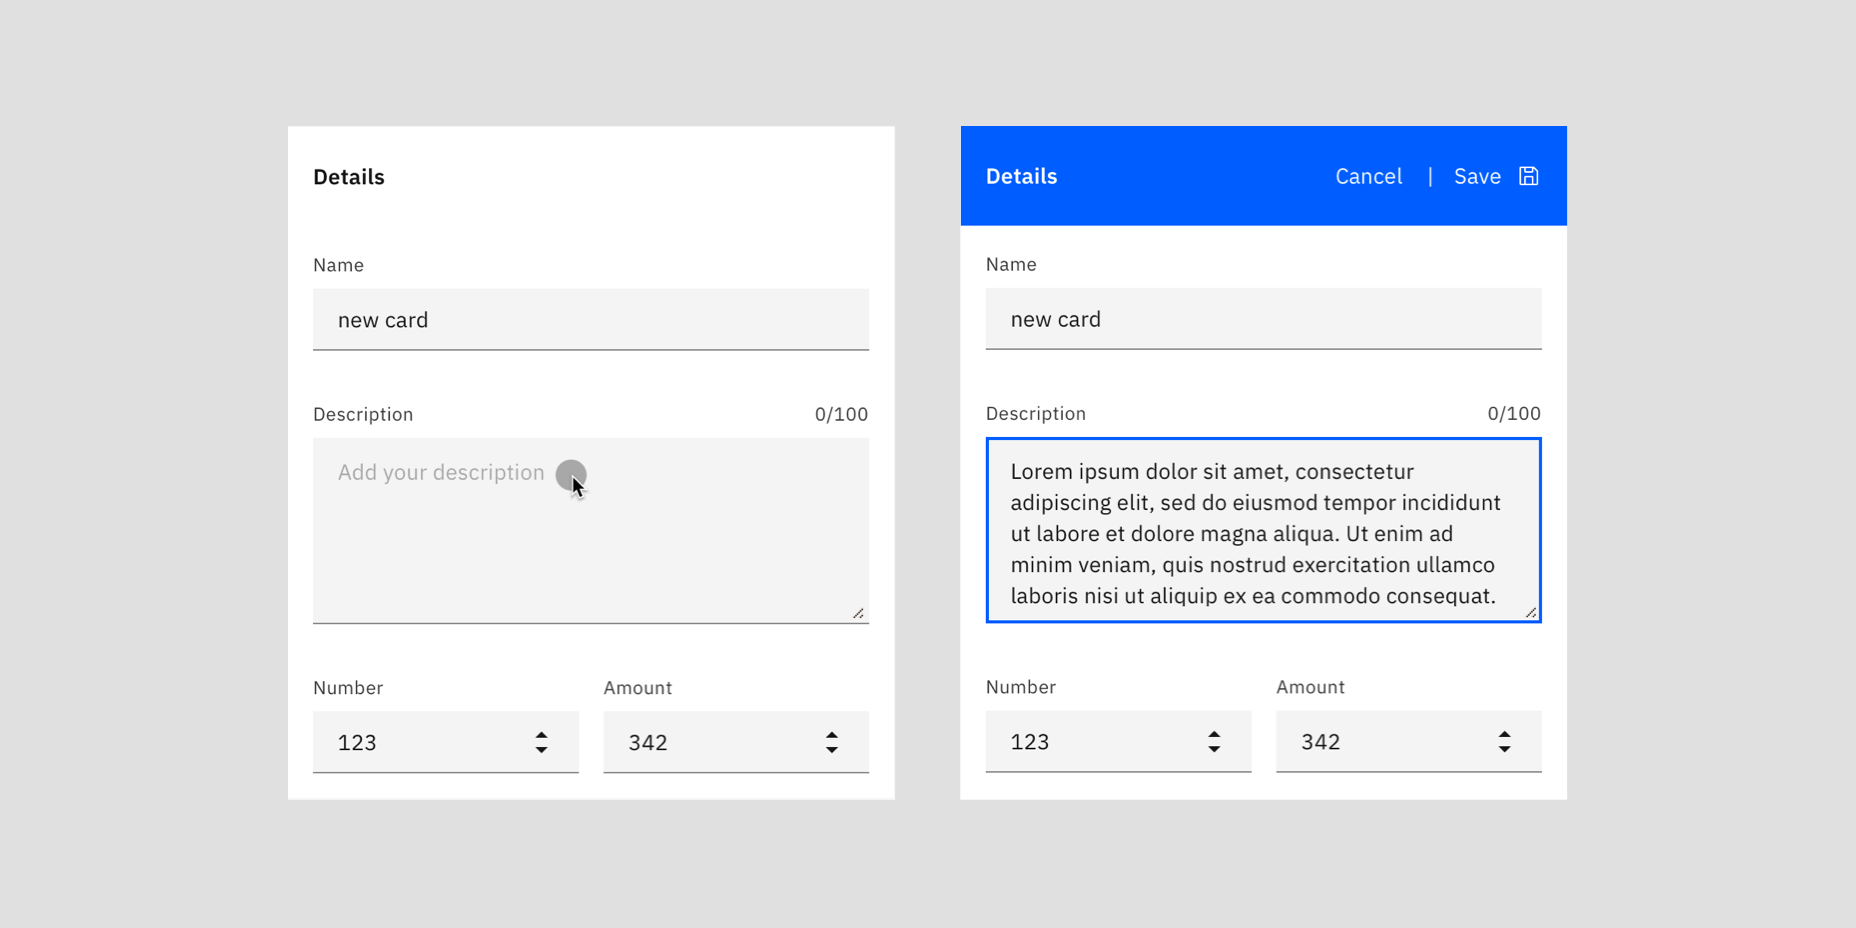 Details
Name
new card
Description 0/100
Add your description
Number Amount
123 342
Details Cancel | Save
Name
new card
Description 0/100
Lorem ipsum dolor sit amet, consectetur
adipiscing elit, sed do eiusmod tempor incididunt
ut labore et dolore magna aliqua. Ut enim ad
minim veniam, quis nostrud exercitation ullamco
laboris nisi ut aliquip ex ea commodo consequat.
Number Amount
123 342